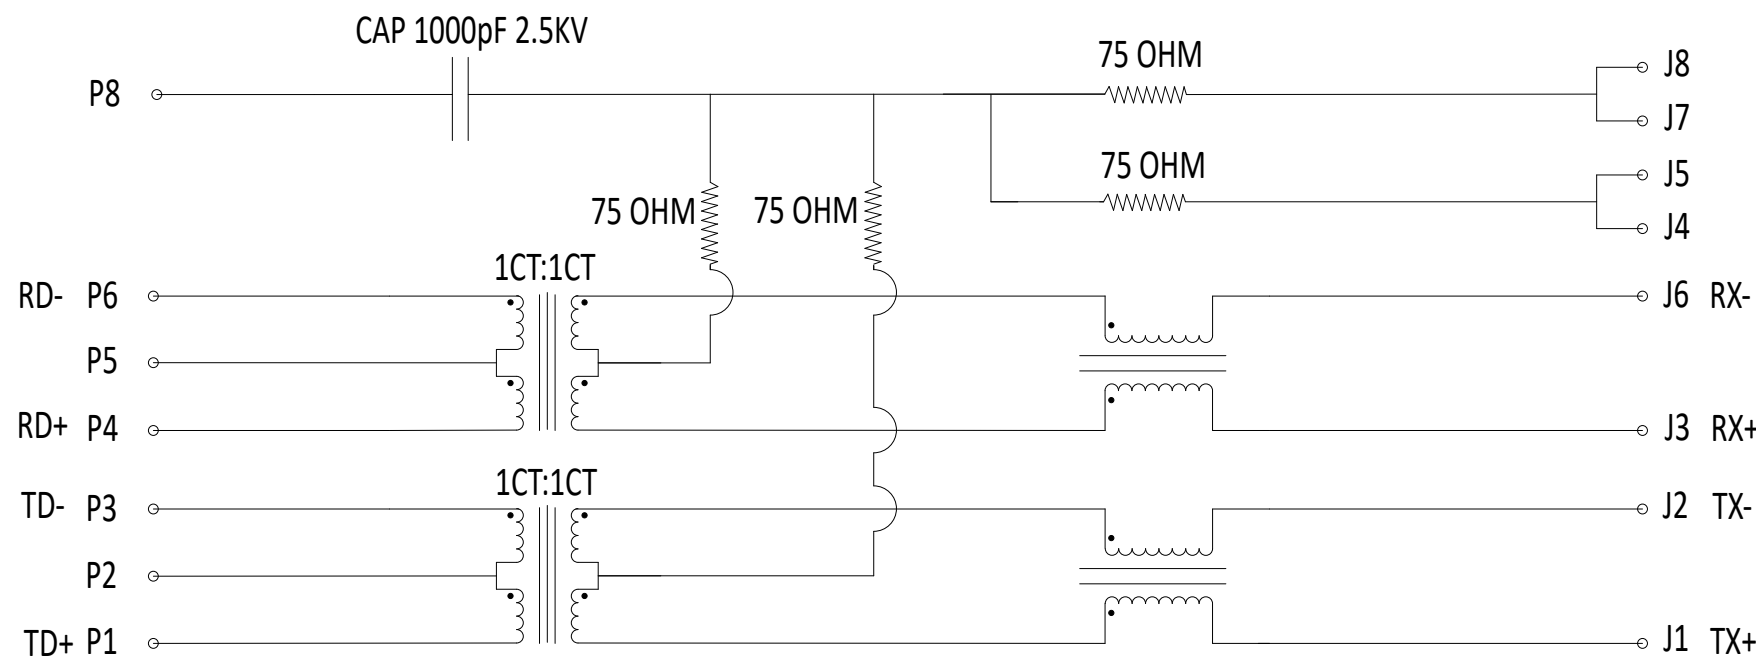 CAP 1000pF 2.5KV
75 OHM
J8
P8
J7
75 OHM
J5
75 OHM
75 OHM
J4
1CT:1CT
RD- P6
J6 RX-
P5
RD+ P4
J3 RX+
1CT:1CT
TD- P3
J2 TX-
P2
TD+ P1
J1 TX+